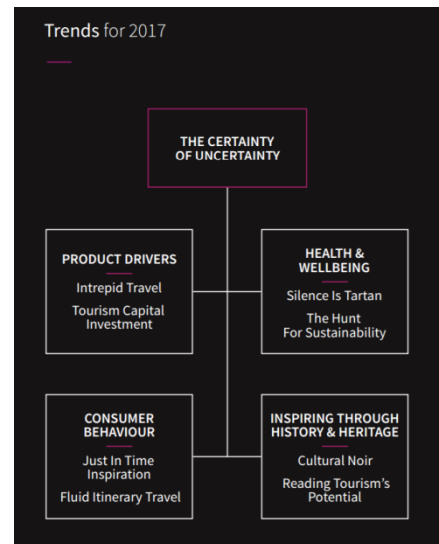 Trends for 2017
THE CERTAINTY
OF UNCERTAINTY
PRODUCT DRIVERS
Intrepid Travel
Tourism Capital
Investment
HEALTH &
WELLBEING
Silence Is Tartan
The Hunt
For Sustainability
CONSUMER
BEHAVIOUR
Just In Time
Inspiration
Fluid Itinerary Travel
INSPIRING THROUGH
HISTORY & HERITAGE
Cultural Noir
Reading Tourism's
Potential